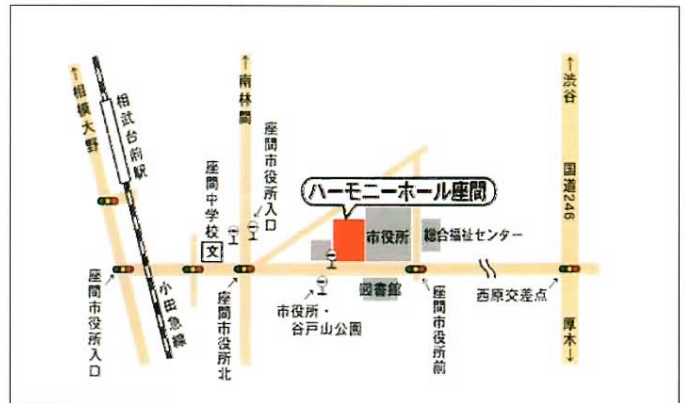 ↑相模大野
相武台前駅
↑南林間
座間市役所入口
座間中学校
文
ハーモニーホール座間
市役所
総合福祉センター
↑渋谷
国道246
座間市役所入口
小田急線
座間市役所北
市役所・
谷戸山公園
図書館
座間市役所前
西原交差点
厚木↓